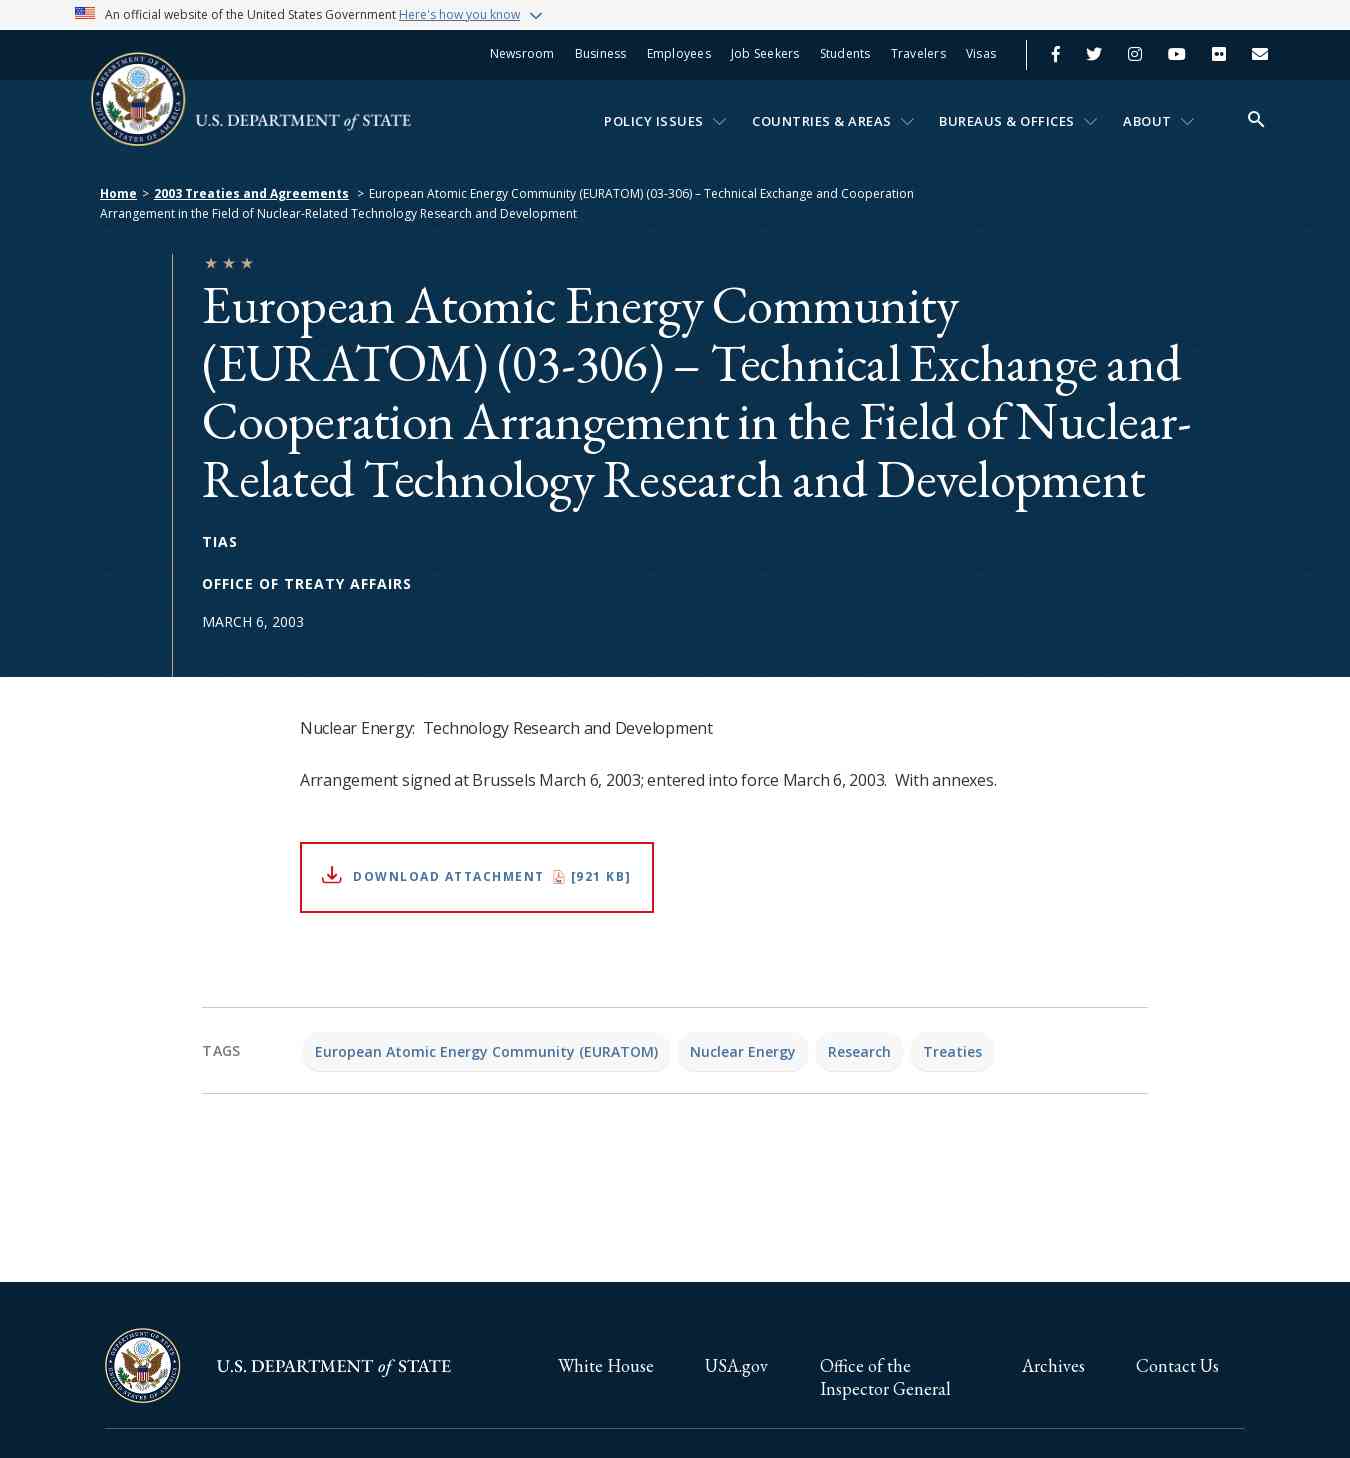 An official website of the United States Government Here's how you know
Newsroom Business Employees Job Seekers Students Travelers Visas
U.S. DEPARTMENT of STATE
POLICY ISSUES COUNTRIES & AREAS BUREAUS & OFFICES ABOUT
Home > 2003 Treaties and Agreements > European Atomic Energy Community (EURATOM) (03-306) – Technical Exchange and Cooperation
Arrangement in the Field of Nuclear-Related Technology Research and Development
European Atomic Energy Community
(EURATOM) (03-306) – Technical Exchange and
Cooperation Arrangement in the Field of Nuclear-
Related Technology Research and Development
TIAS
OFFICE OF TREATY AFFAIRS
MARCH 6, 2003
Nuclear Energy:  Technology Research and Development
Arrangement signed at Brussels March 6, 2003; entered into force March 6, 2003.  With annexes.
DOWNLOAD ATTACHMENT [921 KB]
TAGS European Atomic Energy Community (EURATOM) Nuclear Energy Research Treaties
U.S. DEPARTMENT of STATE
White House USA.gov Office of the Archives Contact Us
Inspector General